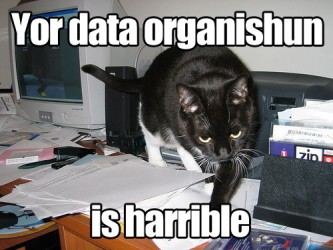 Yor data organishun
zip
is harrible